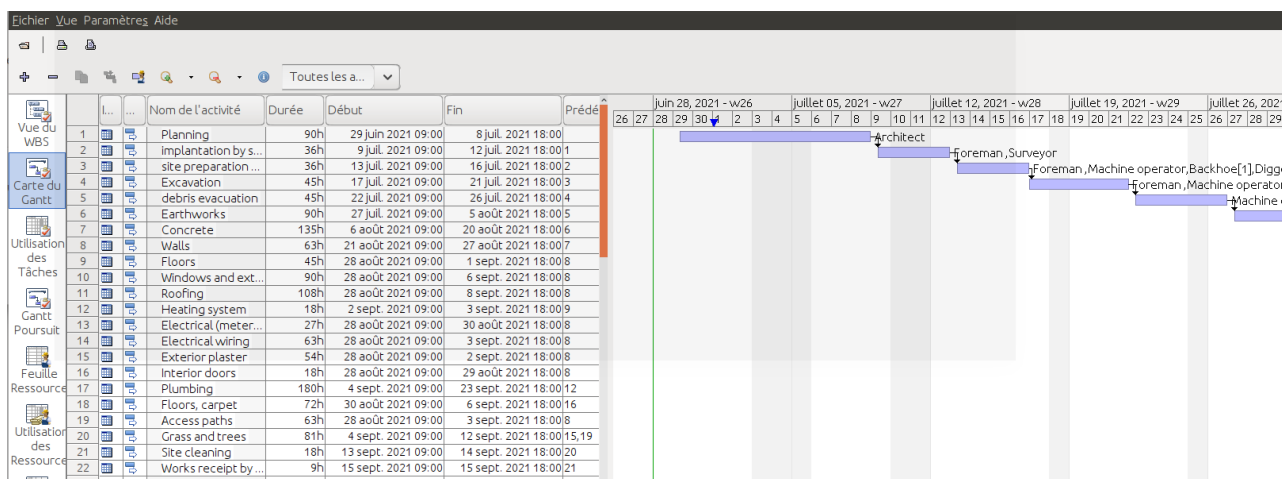 Eichier Vue Paramètres Aide
Toutes les a...
I... ... Nom de l'activité Durée Début Fin Prédé
juin 28, 2021 - w26 juillet 05, 2021 - w27 juillet 12, 2021 - w28 juillet 19, 2021 - w29 juillet 26, 202
26 27 28 29 30 1 2 3 4 5 6 7 8 9 10 11 12 13 14 15 16 17 18 19 20 21 22 23 24 25 26 27 28 29
Vue du
WBS
Carte du
Gantt
Utilisation
des
Tâches
Gantt
Poursuit
Feuille
Ressource
Utilisation
des
Ressource
1 Planning 90h 29 juin 2021 09:00 8 juil. 2021 18:00
2 implantation by s... 36h 9 juil. 2021 09:00 12 juil. 2021 18:00 1
3 site preparation ... 36h 13 juil. 2021 09:00 16 juil. 2021 18:00 2
4 Excavation 45h 17 juil. 2021 09:00 21 juil. 2021 18:00 3
5 debris evacuation 45h 22 juil. 2021 09:00 26 juil. 2021 18:00 4
6 Earthworks 90h 27 juil. 2021 09:00 5 août 2021 18:00 5
7 Concrete 135h 6 août 2021 09:00 20 août 2021 18:00 6
8 Walls 63h 21 août 2021 09:00 27 août 2021 18:00 7
9 Floors 45h 28 août 2021 09:00 1 sept. 2021 18:00 8
10 Windows and ext... 90h 28 août 2021 09:00 6 sept. 2021 18:00 8
11 Roofing 108h 28 août 2021 09:00 8 sept. 2021 18:00 8
12 Heating system 18h 2 sept. 2021 09:00 3 sept. 2021 18:00 9
13 Electrical (meter... 27h 28 août 2021 09:00 30 août 2021 18:00 8
14 Electrical wiring 63h 28 août 2021 09:00 3 sept. 2021 18:00 8
15 Exterior plaster 54h 28 août 2021 09:00 2 sept. 2021 18:00 8
16 Interior doors 18h 28 août 2021 09:00 29 août 2021 18:00 8
17 Plumbing 180h 4 sept. 2021 09:00 23 sept. 2021 18:00 12
18 Floors, carpet 72h 30 août 2021 09:00 6 sept. 2021 18:00 16
19 Access paths 63h 28 août 2021 09:00 3 sept. 2021 18:00 8
20 Grass and trees 81h 4 sept. 2021 09:00 12 sept. 2021 18:00 15,19
21 Site cleaning 18h 13 sept. 2021 09:00 14 sept. 2021 18:00 20
22 Works receipt by ... 9h 15 sept. 2021 09:00 15 sept. 2021 18:00 21
Architect
Foreman ,Surveyor
Foreman ,Machine operator,Backhoe[1],Digge
Foreman ,Machine operator
Machine